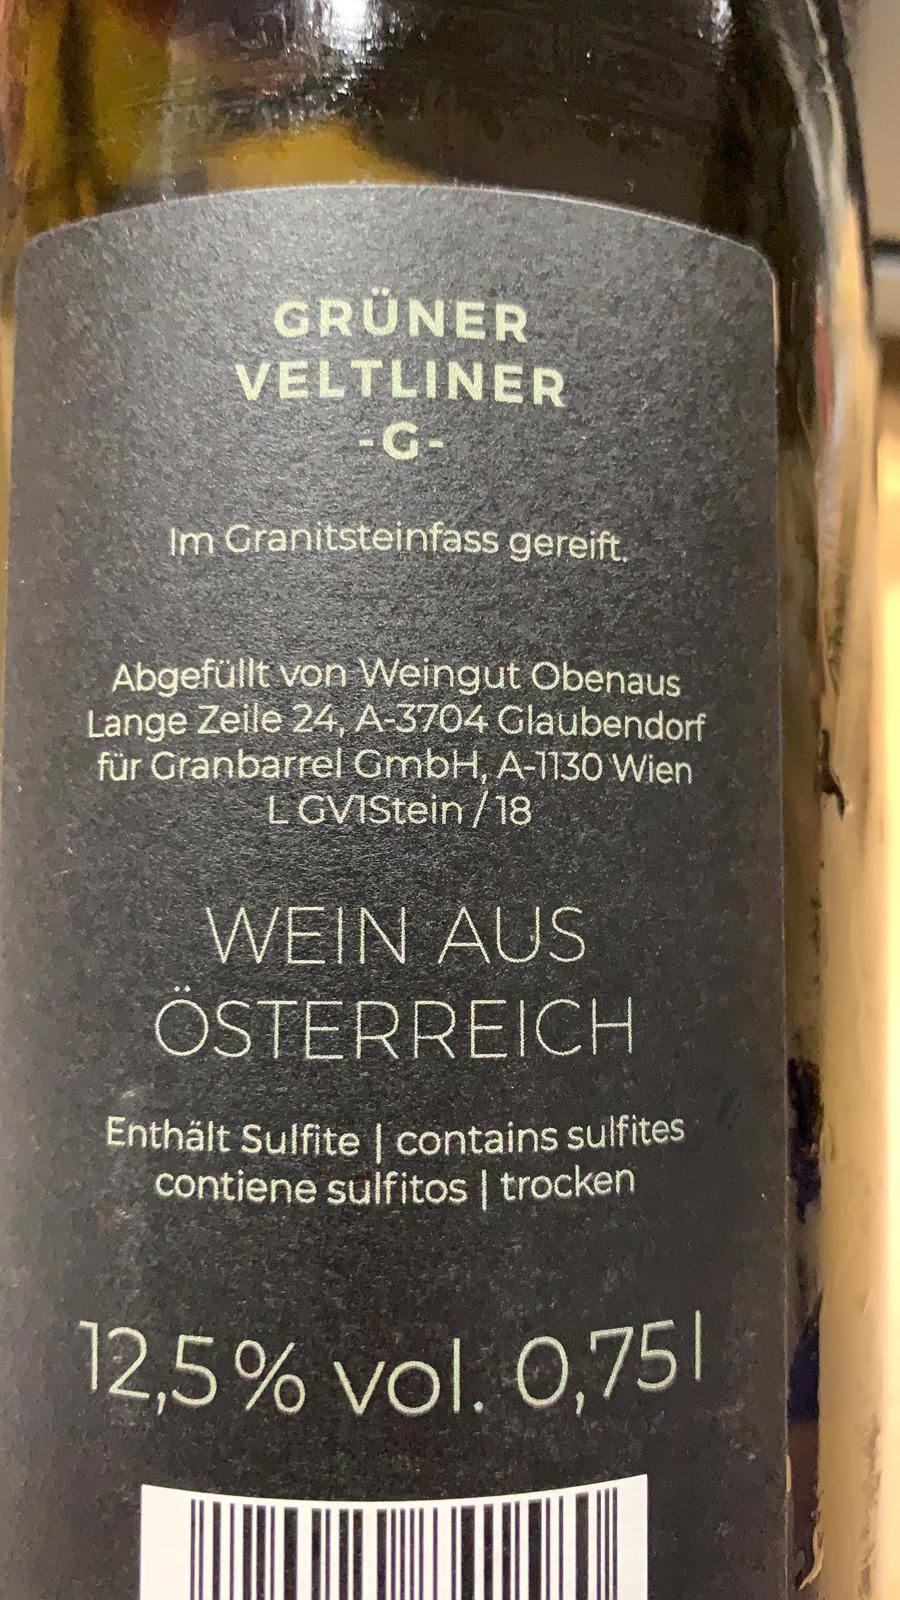 GRÜNER
VELTLINER
-G-
Im Granitsteinfass gereift.
Abgefüllt von Weingut Obenaus
Lange Zeile 24, A-3704 Glaubendorf
für Granbarrel GmbH, A-1130 Wien
L GV1Stein / 18
WEIN AUS
ÖSTERREICH
Enthält Sulfite | contains sulfites
contiene sulfitos | trocken
12,5% vol. 0,75 l